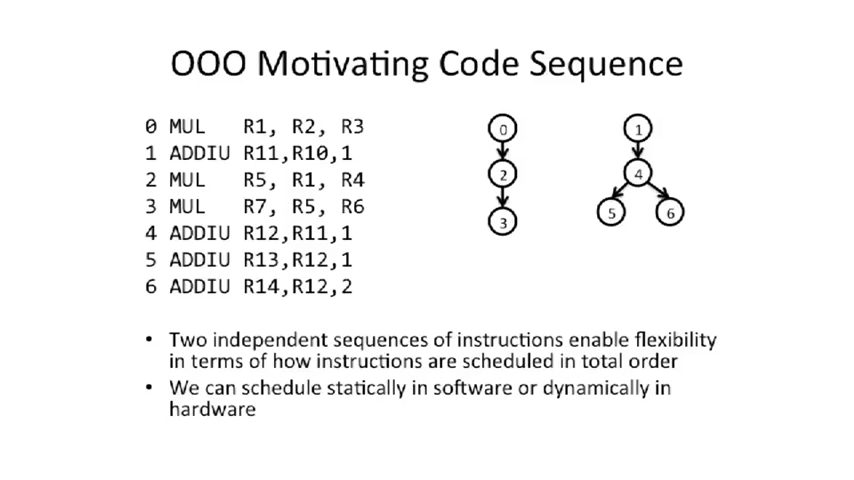 OOO Motivating Code Sequence
0 MUL R1, R2, R3
1 ADDIU R11,R10,1
2 MUL R5, R1, R4
3 MUL R7, R5, R6
4 ADDIU R12,R11,1
5 ADDIU R13,R12,1
6 ADDIU R14,R12,2
0
2
3
1
4
5 6
• Two independent sequences of instructions enable flexibility
in terms of how instructions are scheduled in total order
• We can schedule statically in software or dynamically in
hardware